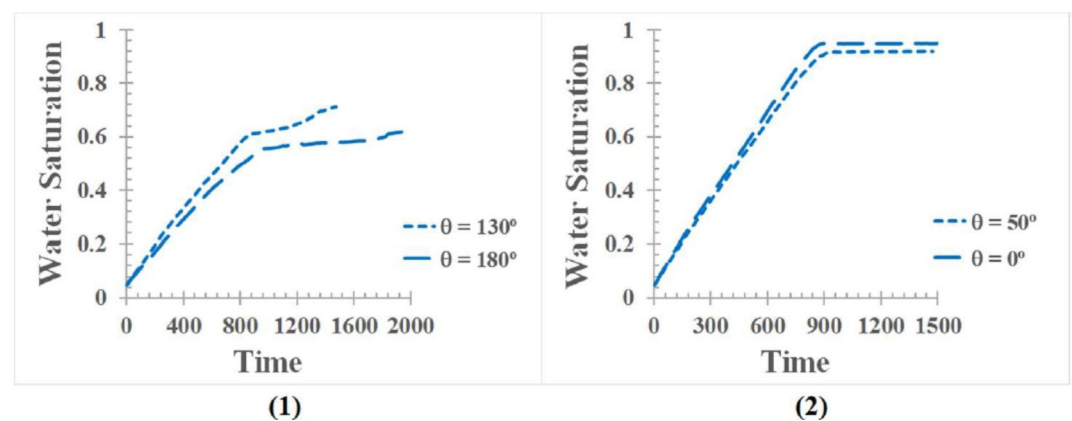 Water Saturation
1
0.8
0.6
0.4
0.2
0
0 400 800 1200 1600 2000
Time
θ = 130º
θ = 180º
(1)
Water Saturation
1
0.8
0.6
0.4
0.2
0
0 300 600 900 1200 1500
Time
θ = 50º
θ = 0º
(2)